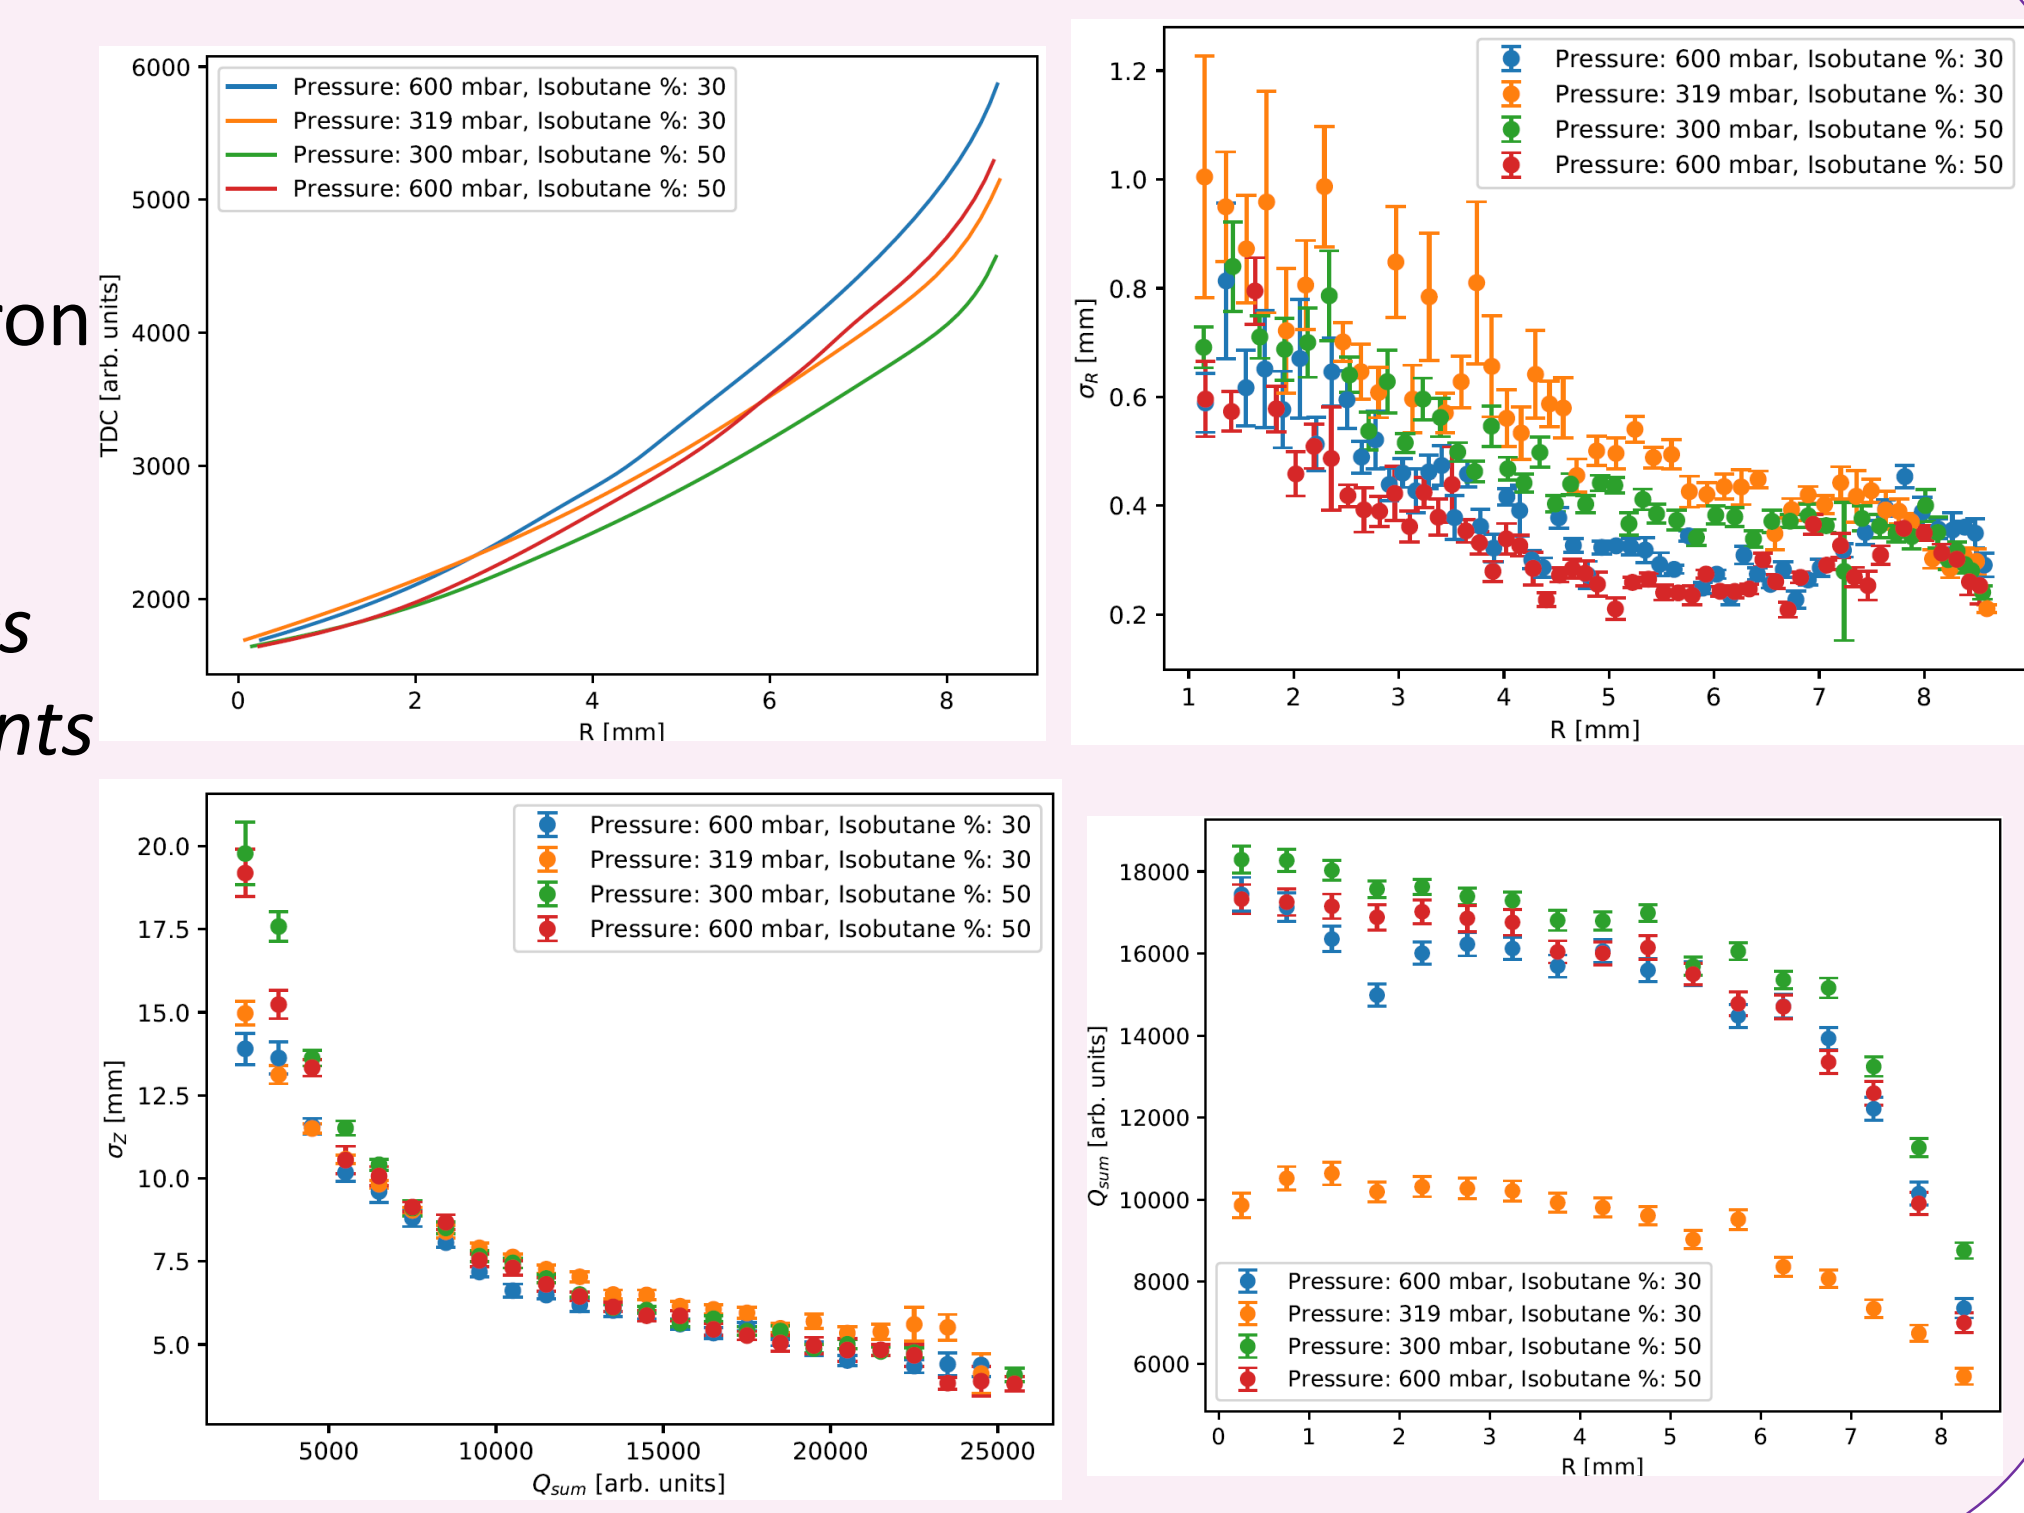 ron
s
nts
6000
5000
4000
3000
2000
TDC [arb. units]
Pressure: 600 mbar, Isobutane %: 30
Pressure: 319 mbar, Isobutane %: 30
Pressure: 300 mbar, Isobutane %: 50
Pressure: 600 mbar, Isobutane %: 50
0 2 4 6 8
R [mm]
1.2
1.0
0.8
0.6
0.4
0.2
σR [mm]
Pressure: 600 mbar, Isobutane %: 30
Pressure: 319 mbar, Isobutane %: 30
Pressure: 300 mbar, Isobutane %: 50
Pressure: 600 mbar, Isobutane %: 50
1 2 3 4 5 6 7 8
R [mm]
20.0
17.5
15.0
12.5
10.0
7.5
5.0
σZ [mm]
Pressure: 600 mbar, Isobutane %: 30
Pressure: 319 mbar, Isobutane %: 30
Pressure: 300 mbar, Isobutane %: 50
Pressure: 600 mbar, Isobutane %: 50
5000 10000 15000 20000 25000
Qsum [arb. units]
18000
16000
14000
12000
10000
8000
6000
Qsum [arb. units]
Pressure: 600 mbar, Isobutane %: 30
Pressure: 319 mbar, Isobutane %: 30
Pressure: 300 mbar, Isobutane %: 50
Pressure: 600 mbar, Isobutane %: 50
0 1 2 3 4 5 6 7 8
R [mm]